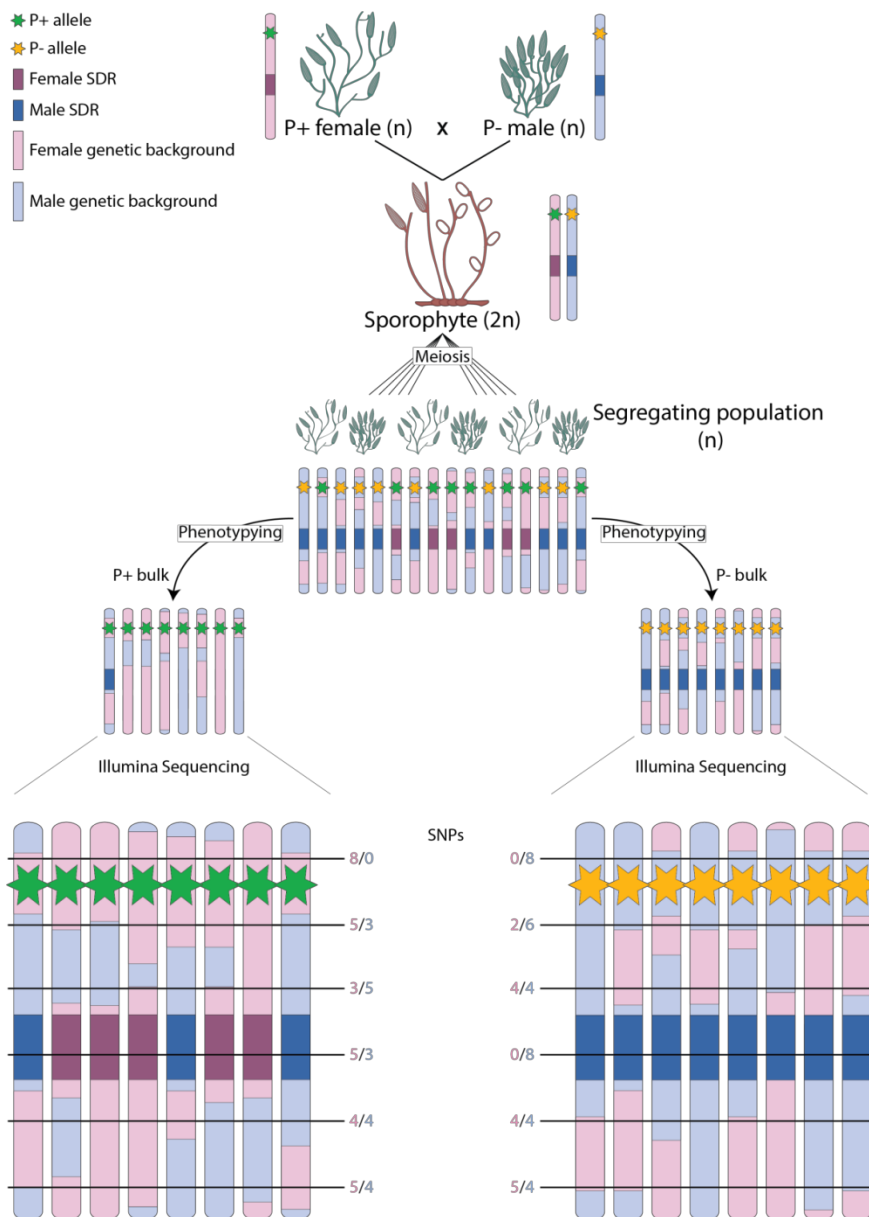 P+ allele
P- allele
Female SDR
Male SDR
Female genetic background
Male genetic background
P+ female (n) x P- male (n)
Sporophyte (2n)
Meiosis
Segregating population
(n)
Phenotypying
Phenotypying
P+ bulk
P- bulk
Illumina Sequencing
Illumina Sequencing
SNPs
8/0
5/3
3/5
5/3
4/4
5/4
0/8
2/6
4/4
0/8
4/4
5/4